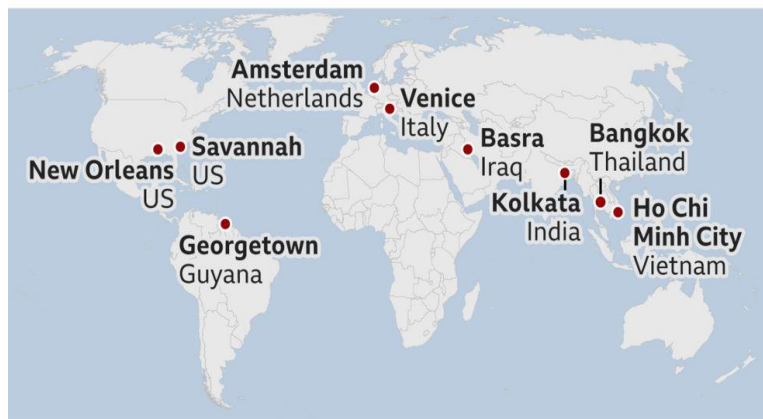 Amsterdam
Netherlands
Venice
Italy
Savannah
US
New Orleans
US
Basra
Iraq
Bangkok
Thailand
Kolkata
India
Ho Chi
Minh City
Vietnam
Georgetown
Guyana